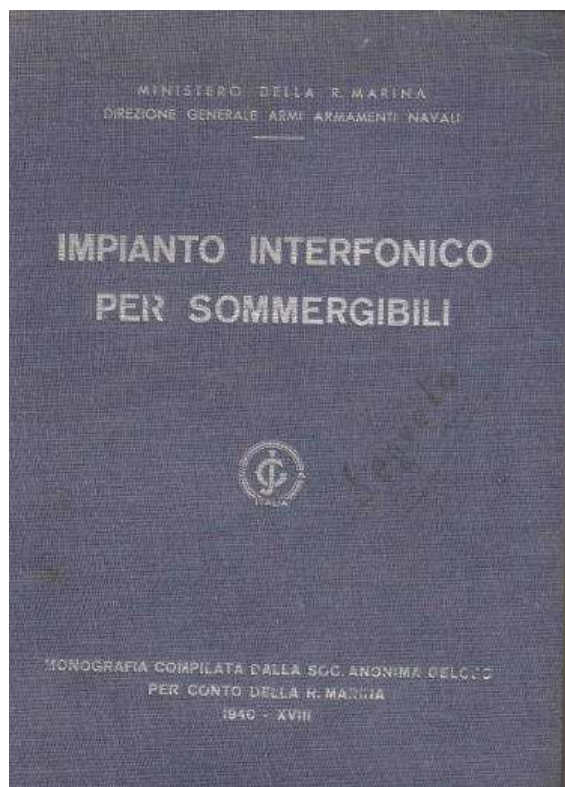 MINISTERO DELLA R. MARINA
DIREZIONE GENERALE ARMI ARMAMENTI NAVALI
IMPIANTO INTERFONICO
PER SOMMERGIBILI
ITALIA
MONOGRAFIA COMPILATA DALLA SOC. ANONIMA GELOSO
PER CONTO DELLA R. MARINA
1940 - XVIII